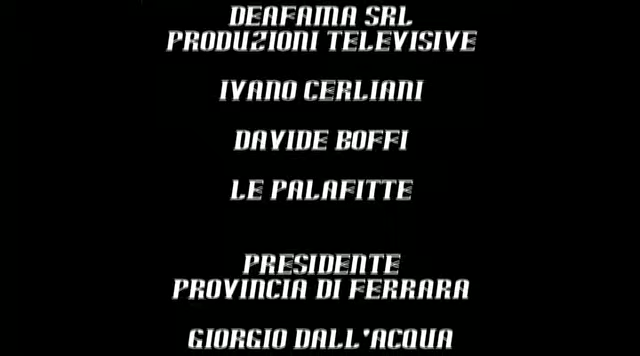 DEAFAMA SRL
PRODUZIONI TELEVISIVE
IVANO CERLIANI
DAVIDE BOFFI
LE PALAFITTE
PRESIDENTE
PROVINCIA DI FERRARA
GIORGIO DALL'ACQUA